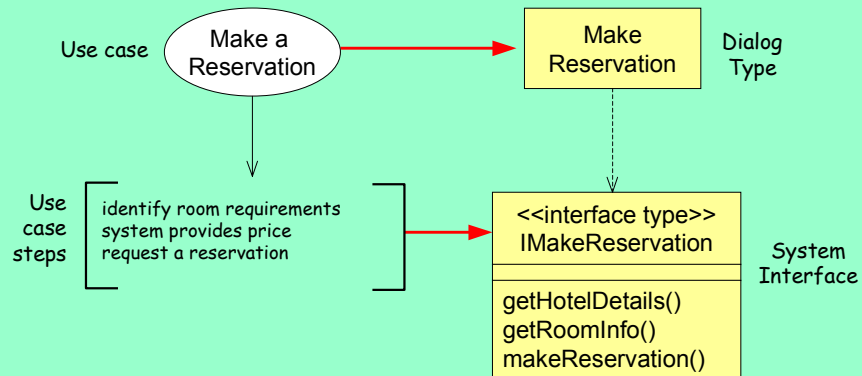 Use case
Make a
Reservation
Make
Reservation
Dialog
Type
Use
case
steps
identify room requirements
system provides price
request a reservation
<<interface type>>
IMakeReservation
getHotelDetails()
getRoomInfo()
makeReservation()
System
Interface